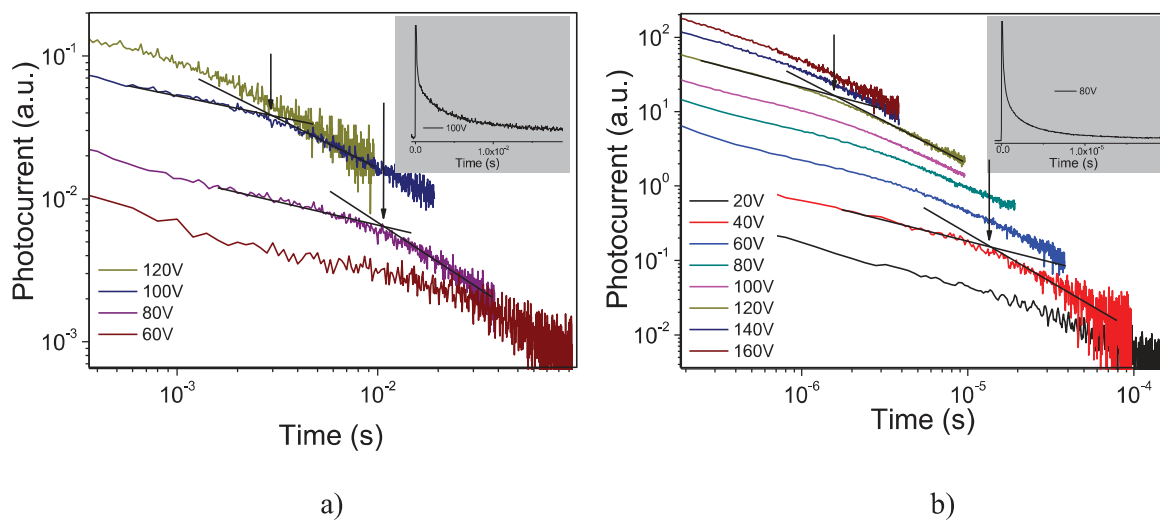 a)
Photocurrent (a.u.)
10⁻¹
10⁻²
10⁻³
120V
100V
80V
60V
10⁻³ 10⁻²
Time (s)
100V
0.0 1.0x10⁻²
Time (s)
a)
b)
Photocurrent (a.u.)
10²
10¹
10⁰
10⁻¹
10⁻²
20V
40V
60V
80V
100V
120V
140V
160V
10⁻⁶ 10⁻⁵ 10⁻⁴
Time (s)
80V
0.0 1.0x10⁻⁵
Time (s)
b)